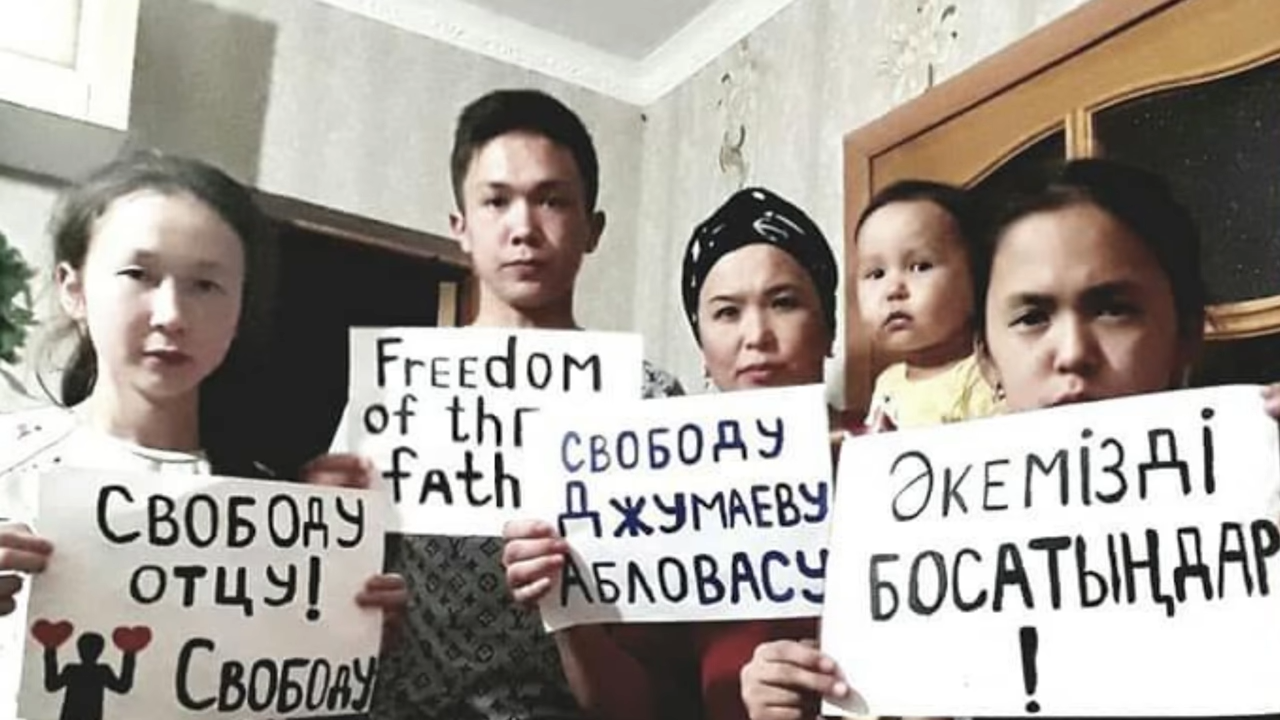 СВОБОДУ
ОТЦУ!
СВОБОДУ
FREEdOM
of thr
fAth
СВОБОДУ
ДЖУМАЕВУ
АБЛОВАСУ
ӘКЕМІЗДІ
БОСАТЫҢДАР
!